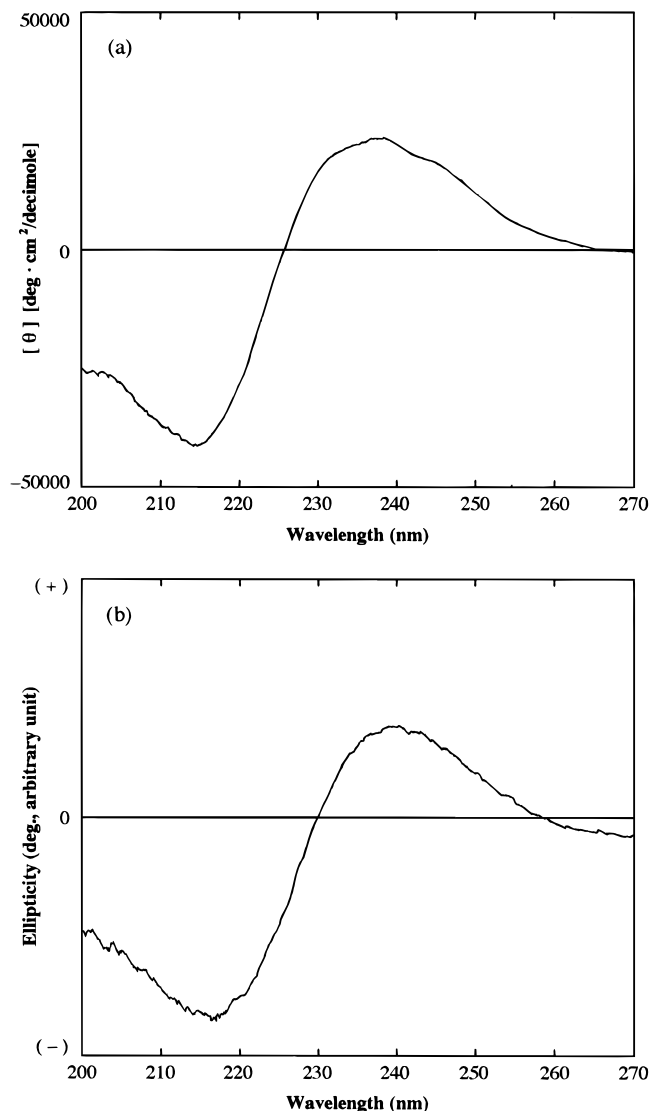 50000
(a)
[ θ ] [deg · cm²/decimole]
0
−50000
200 210 220 230 240 250 260 270
Wavelength (nm)
(+)
(b)
Ellipticity (deg., arbitrary unit)
0
(−)
200 210 220 230 240 250 260 270
Wavelength (nm)